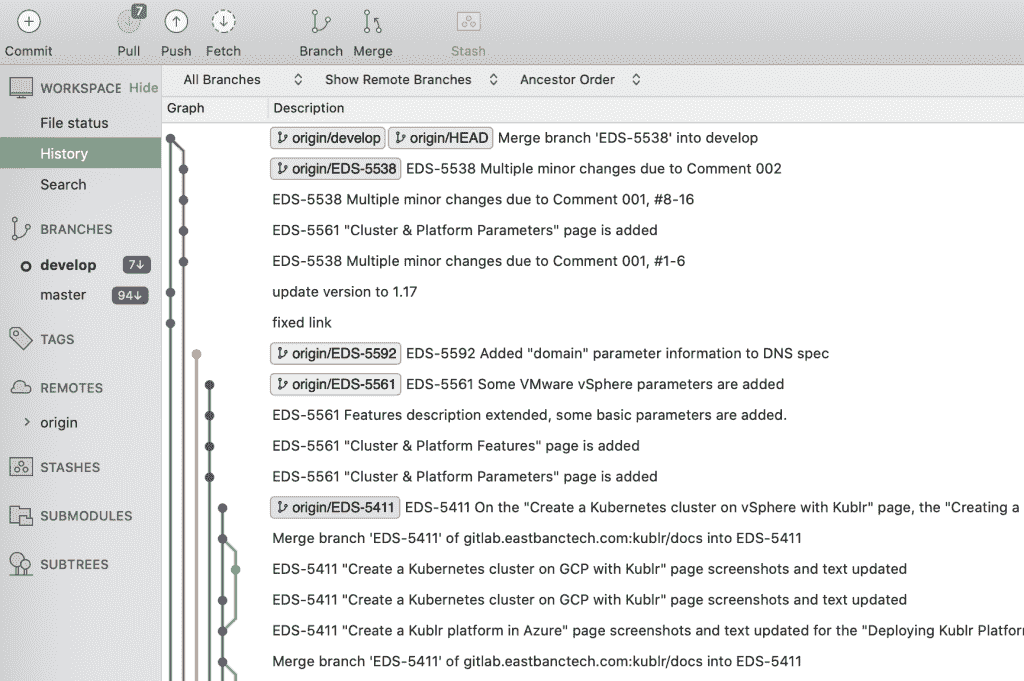 7
Commit Pull Push Fetch Branch Merge Stash
WORKSPACE Hide
File status
History
Search
BRANCHES
develop 7↓
master 94↓
TAGS
REMOTES
origin
STASHES
SUBMODULES
SUBTREES
All Branches Show Remote Branches Ancestor Order
Graph Description
origin/develop origin/HEAD Merge branch 'EDS-5538' into develop
origin/EDS-5538 EDS-5538 Multiple minor changes due to Comment 002
EDS-5538 Multiple minor changes due to Comment 001, #8-16
EDS-5561 "Cluster & Platform Parameters" page is added
EDS-5538 Multiple minor changes due to Comment 001, #1-6
update version to 1.17
fixed link
origin/EDS-5592 EDS-5592 Added "domain" parameter information to DNS spec
origin/EDS-5561 EDS-5561 Some VMware vSphere parameters are added
EDS-5561 Features description extended, some basic parameters are added.
EDS-5561 "Cluster & Platform Features" page is added
EDS-5561 "Cluster & Platform Parameters" page is added
origin/EDS-5411 EDS-5411 On the "Create a Kubernetes cluster on vSphere with Kublr" page, the "Creating a
Merge branch 'EDS-5411' of gitlab.eastbanctech.com:kublr/docs into EDS-5411
EDS-5411 "Create a Kubernetes cluster on GCP with Kublr" page screenshots and text updated
EDS-5411 "Create a Kubernetes cluster on GCP with Kublr" page screenshots and text updated
EDS-5411 "Create a Kublr platform in Azure" page screenshots and text updated for the "Deploying Kublr Platfor
Merge branch 'EDS-5411' of gitlab.eastbanctech.com:kublr/docs into EDS-5411